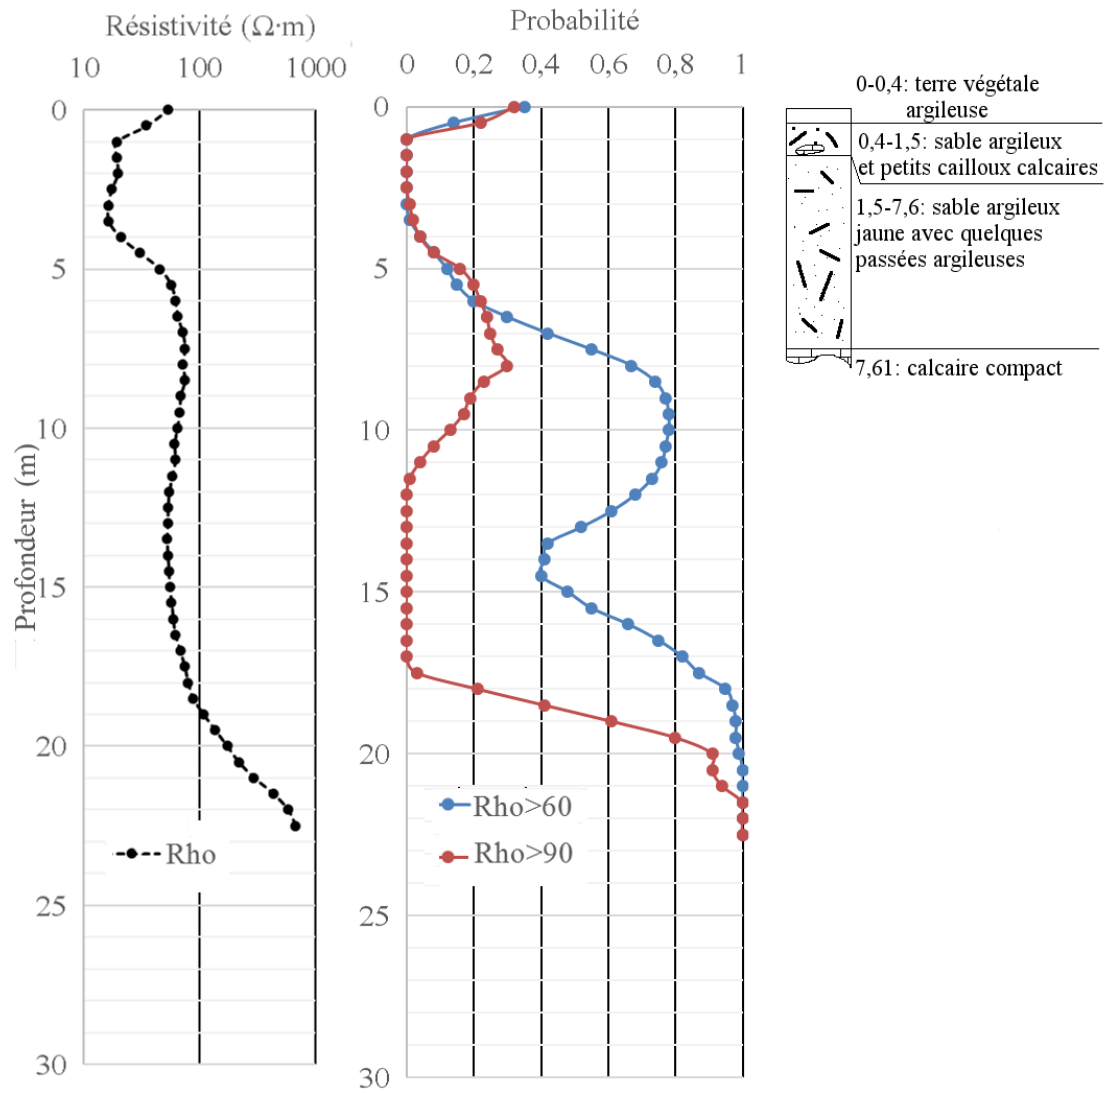 Résistivité (Ω·m)
10 100 1000
0
5
10
15
20
25
30
Profondeur (m)
Rho
Probabilité
0 0,2 0,4 0,6 0,8 1
0
5
10
15
20
25
30
Rho>60
Rho>90
0-0,4: terre végétale
argileuse
0,4-1,5: sable argileux
et petits cailloux calcaires
1,5-7,6: sable argileux
jaune avec quelques
passées argileuses
7,61: calcaire compact